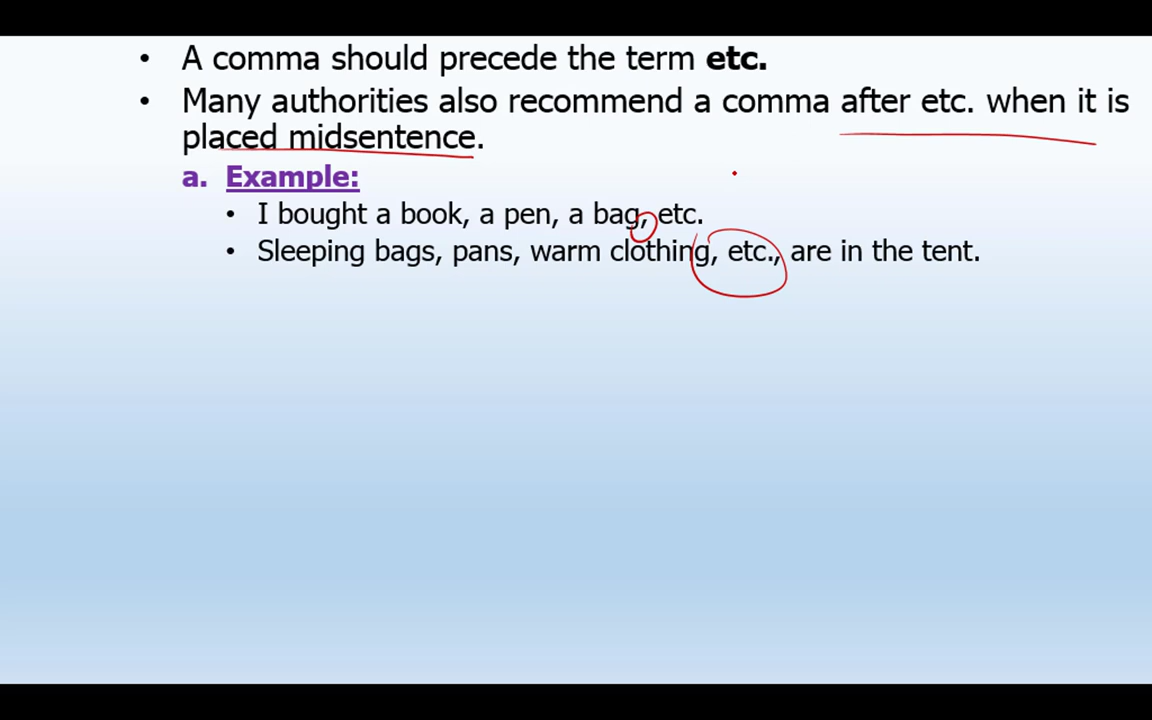 • A comma should precede the term etc.
• Many authorities also recommend a comma after etc. when it is
placed midsentence.
a. Example:
• I bought a book, a pen, a bag, etc.
• Sleeping bags, pans, warm clothing, etc., are in the tent.